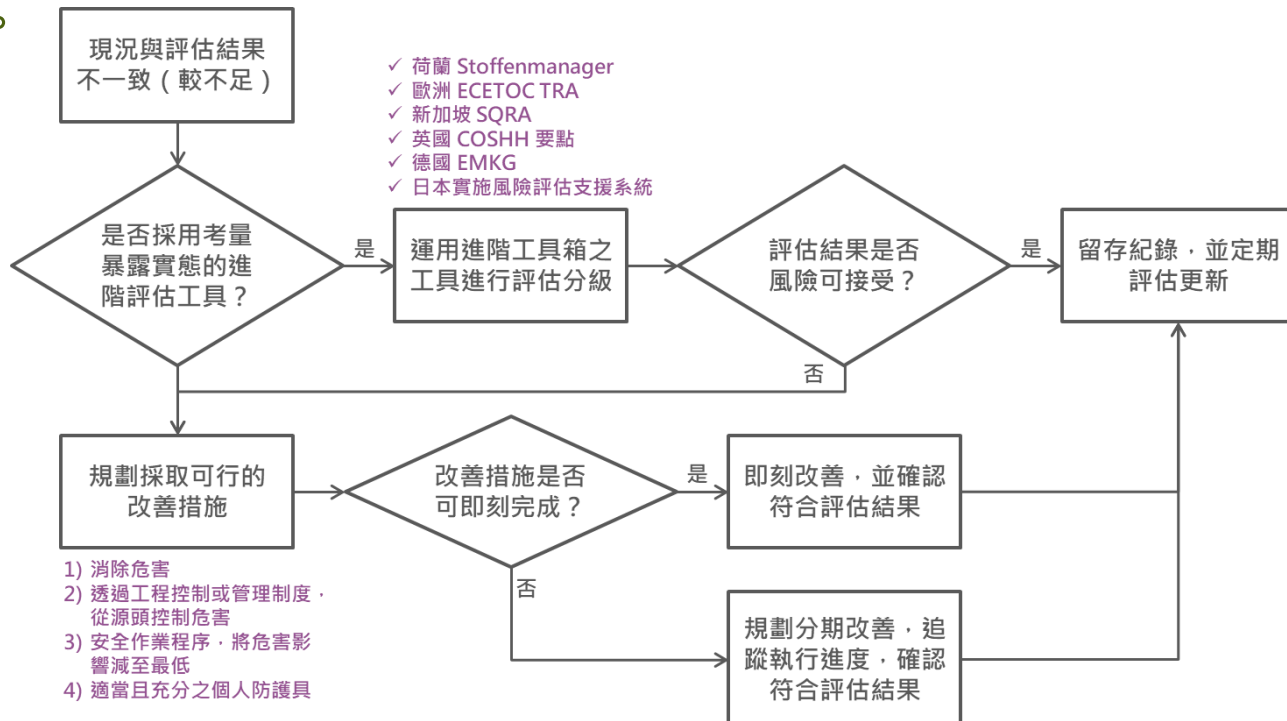 現況與評估結果
不一致（較不足）
✓ 荷蘭 Stoffenmanager
✓ 歐洲 ECETOC TRA
✓ 新加坡 SQRA
✓ 英國 COSHH 要點
✓ 德國 EMKG
✓ 日本實施風險評估支援系統
是否採用考量
暴露實態的進
階評估工具？
是
運用進階工具箱之
工具進行評估分級
評估結果是否
風險可接受？
是
留存紀錄，並定期
評估更新
否
規劃採取可行的
改善措施
改善措施是否
可即刻完成？
是
即刻改善，並確認
符合評估結果
1) 消除危害
2) 透過工程控制或管理制度，
從源頭控制危害
3) 安全作業程序，將危害影
響減至最低
4) 適當且充分之個人防護具
否
規劃分期改善，追
蹤執行進度，確認
符合評估結果